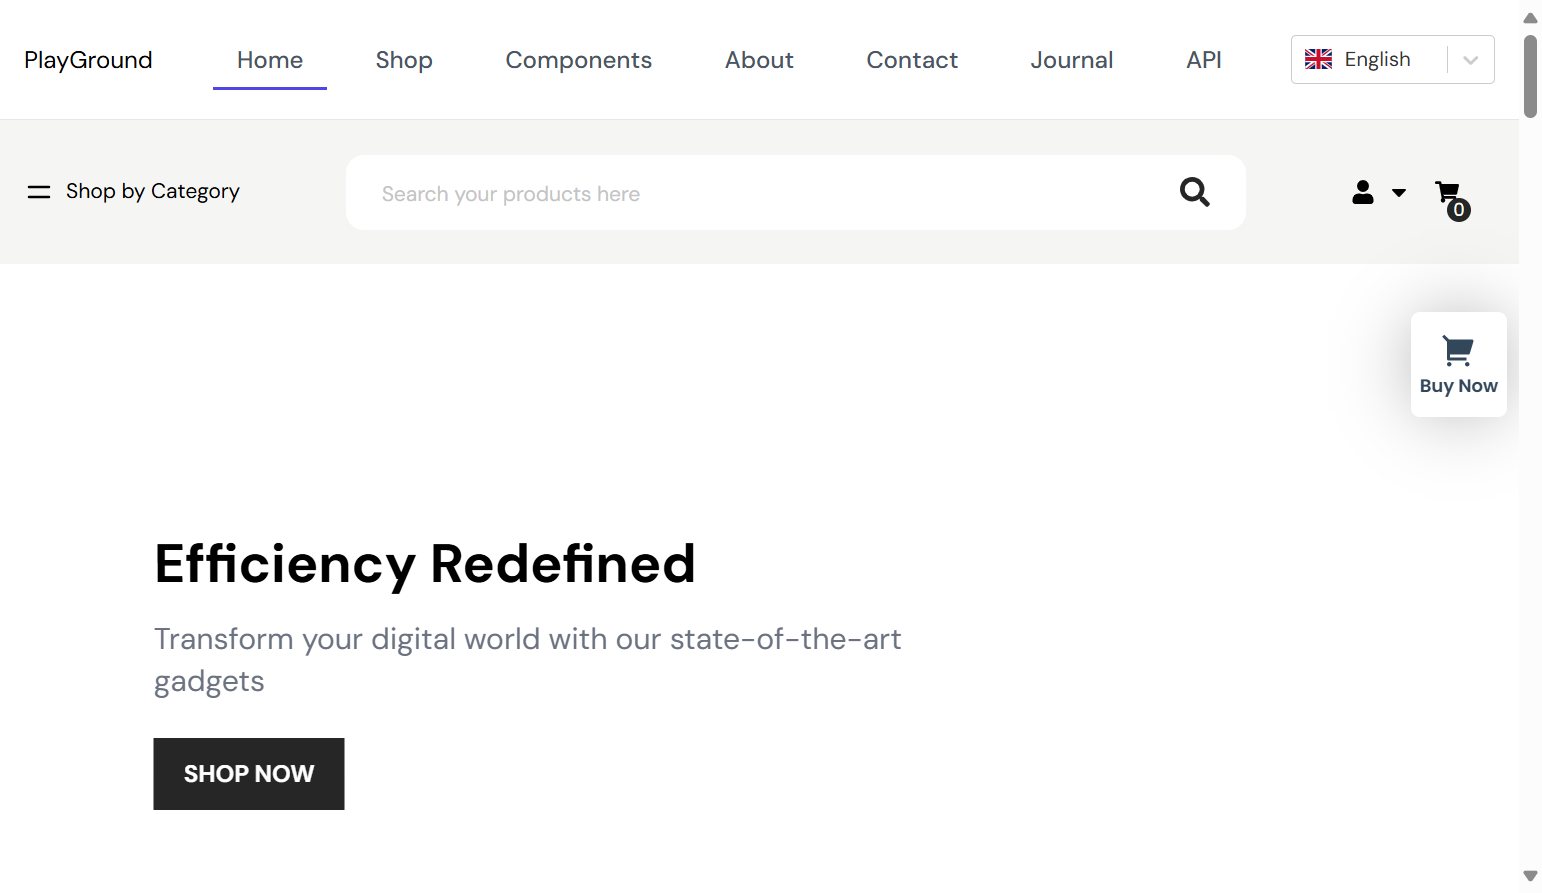 PlayGround Home Shop Components About Contact Journal API English
Shop by Category Search your products here 0
Buy Now
Efficiency Redefined
Transform your digital world with our state-of-the-art
gadgets
SHOP NOW